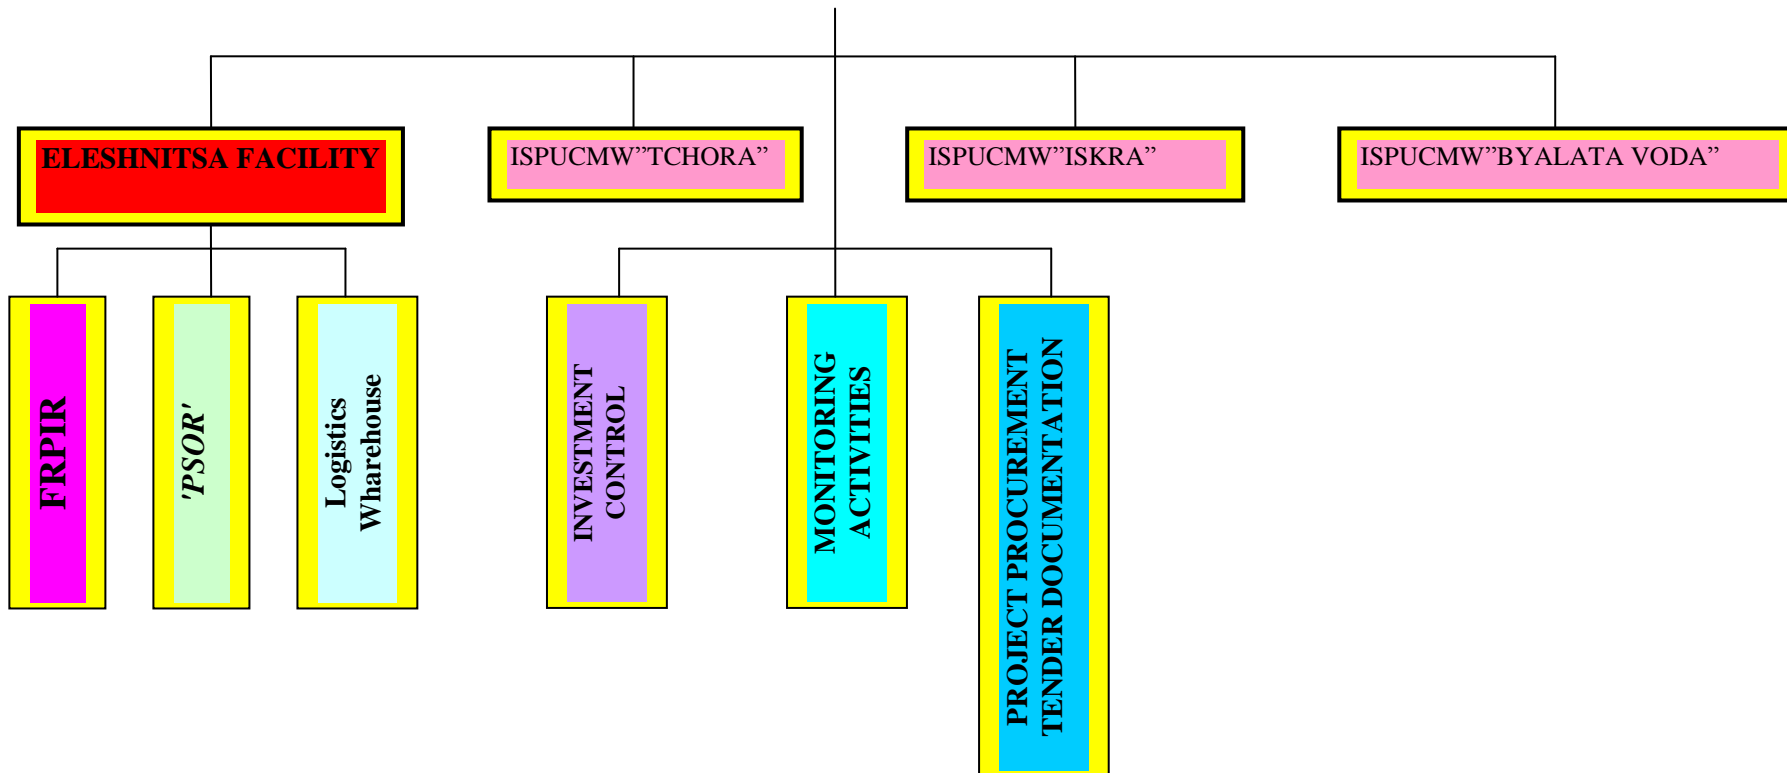 ELESHNITSA FACILITY
ISPUCMW”TCHORA”
ISPUCMW”ISKRA”
ISPUCMW”BYALATA VODA”
FRPIR
'PSOR'
Logistics
Wharehouse
INVESTMENT
CONTROL
MONITORING
ACTIVITIES
PROJECT PROCUREMENT
TENDER DOCUMENTATION